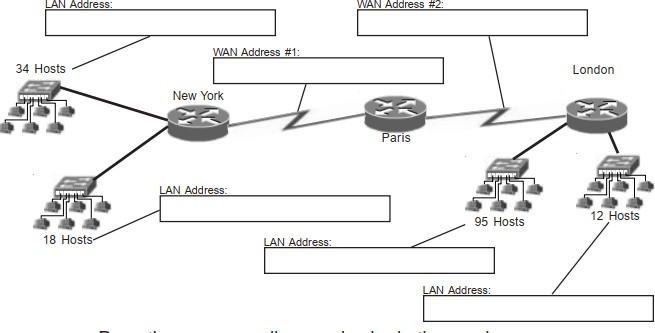 LAN Address:
WAN Address #2:
WAN Address #1:
34 Hosts
London
New York
Paris
LAN Address:
95 Hosts
12 Hosts
18 Hosts
LAN Address:
LAN Address: